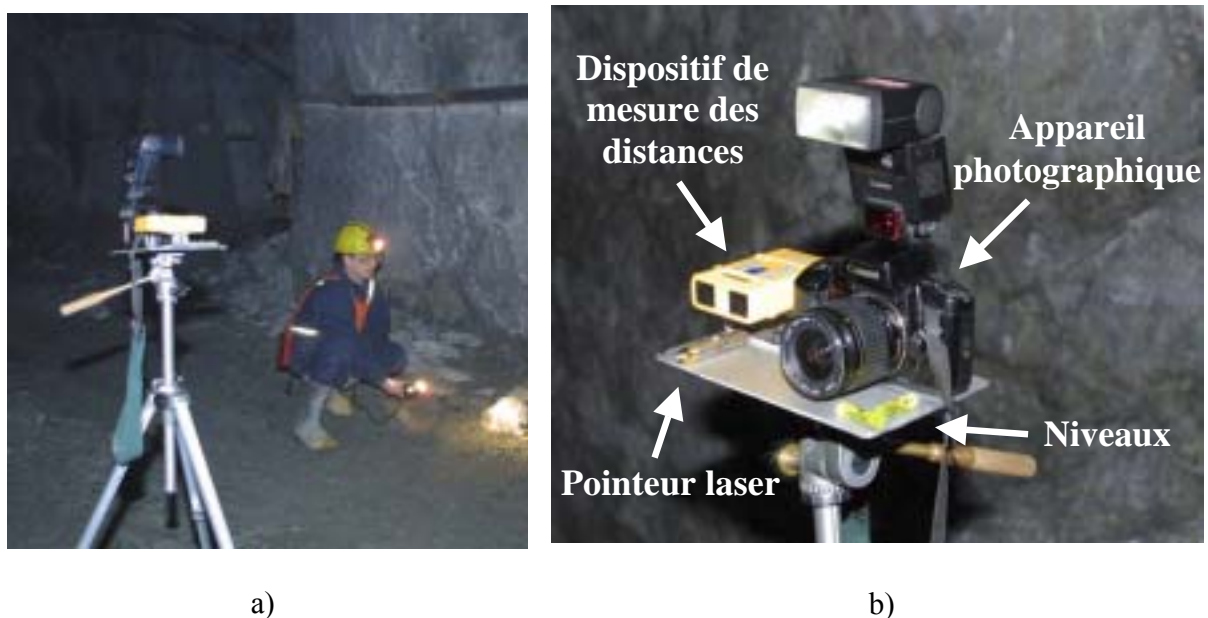 Dispositif de
mesure des
distances
Appareil
photographique
Pointeur laser
Niveaux
a)
b)